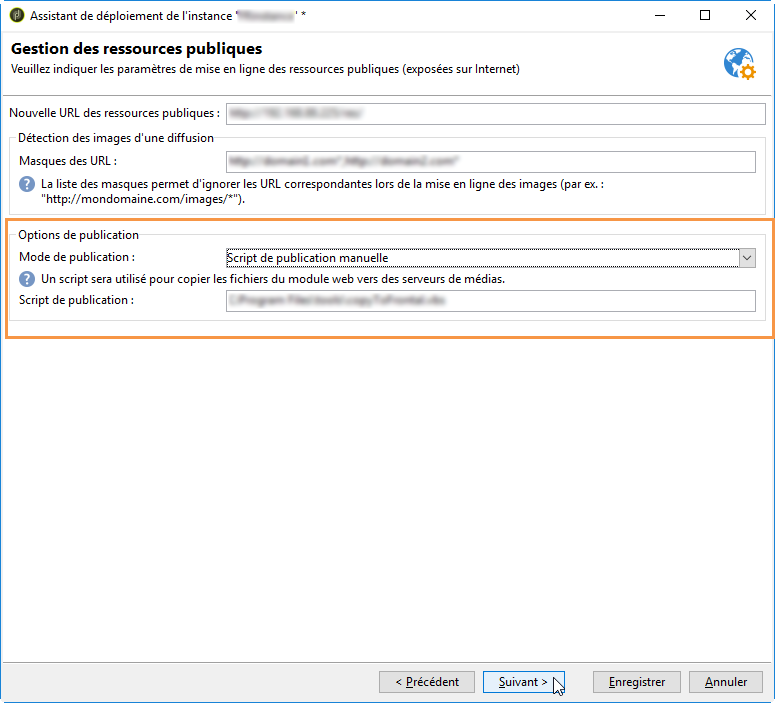 Assistant de déploiement de l'instance ' ' *
Gestion des ressources publiques
Veuillez indiquer les paramètres de mise en ligne des ressources publiques (exposées sur Internet)
Nouvelle URL des ressources publiques :
Détection des images d'une diffusion
Masques des URL :
La liste des masques permet d'ignorer les URL correspondantes lors de la mise en ligne des images (par ex. :
"http://mondomaine.com/images/*").
Options de publication
Mode de publication : Script de publication manuelle
Un script sera utilisé pour copier les fichiers du module web vers des serveurs de médias.
Script de publication :
< Précédent Suivant > Enregistrer Annuler